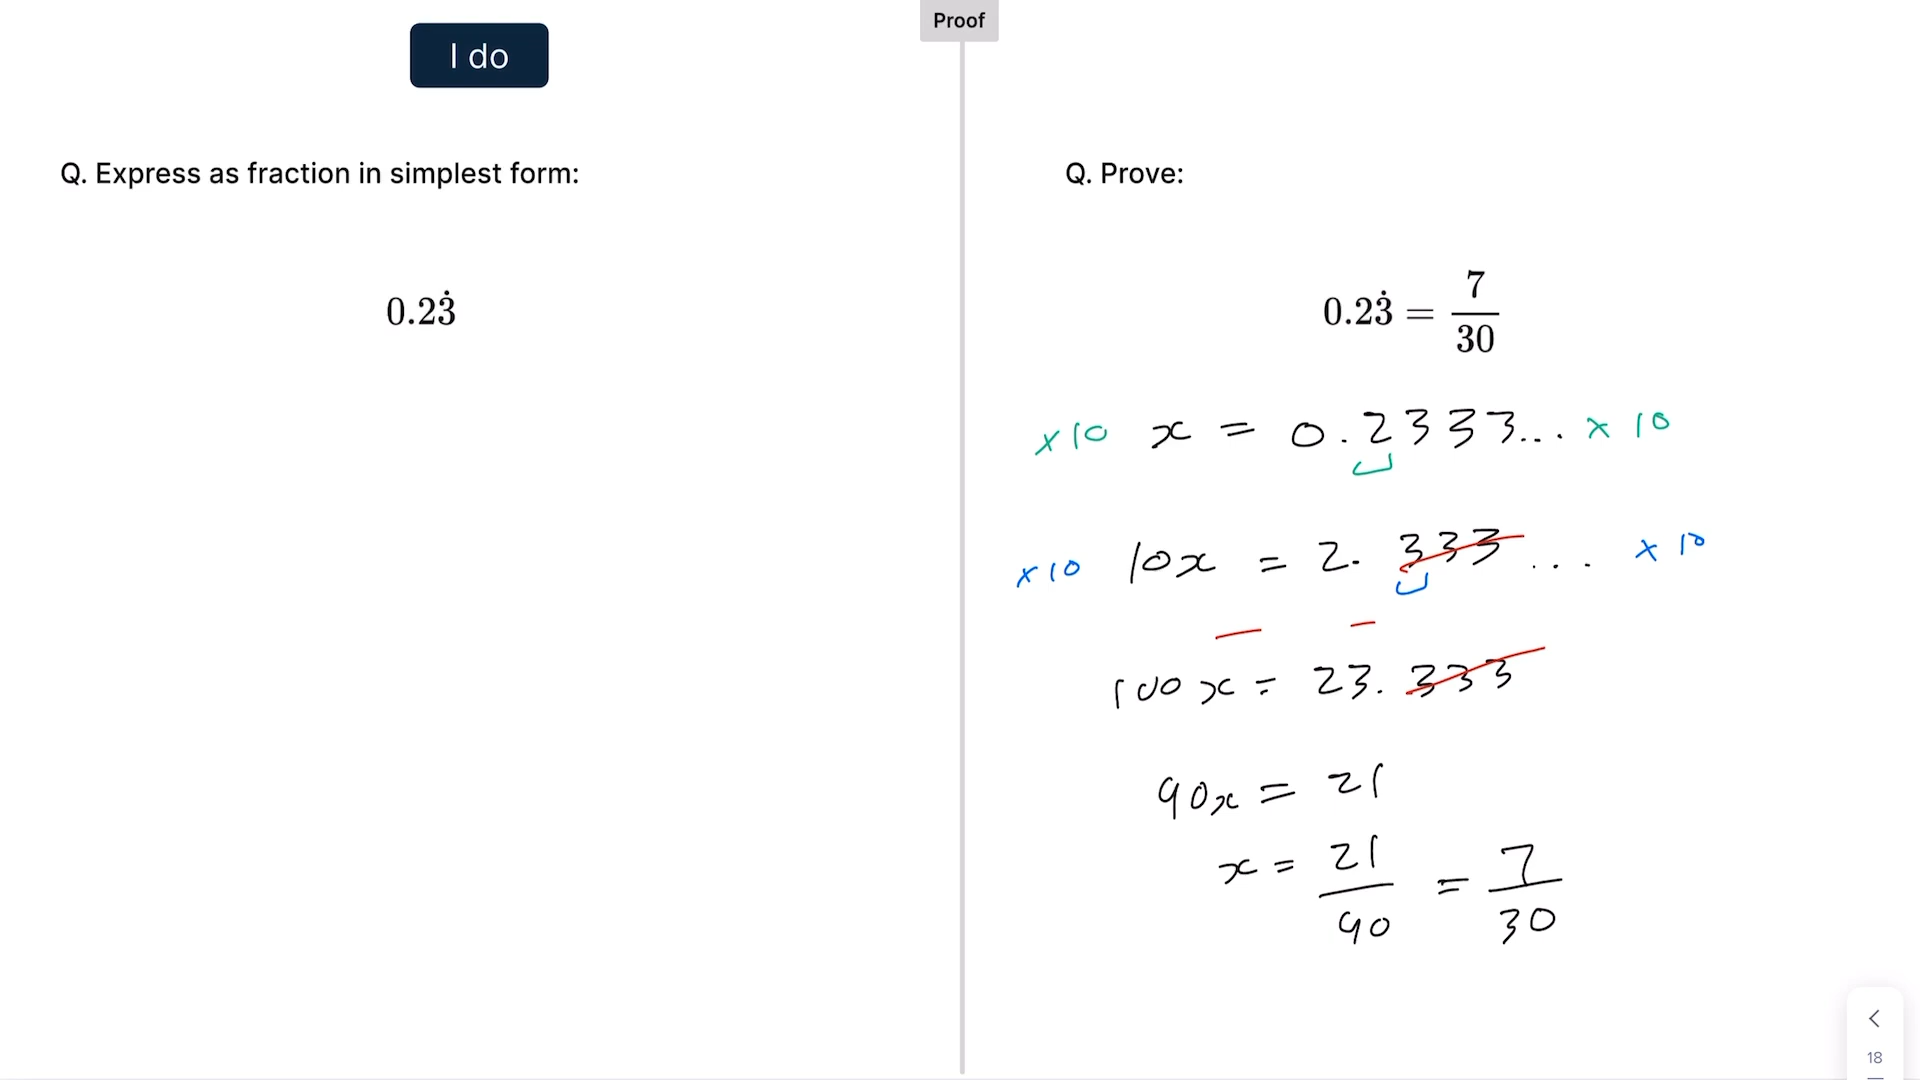 I do
Q. Express as fraction in simplest form:
0.23̇
Proof
Q. Prove:
0.23̇ = 7/30
×10 x = 0.2333... ×10
×10 10x = 2.333... ×10
100x = 23.333
90x = 21
x = 21/90 = 7/30
18